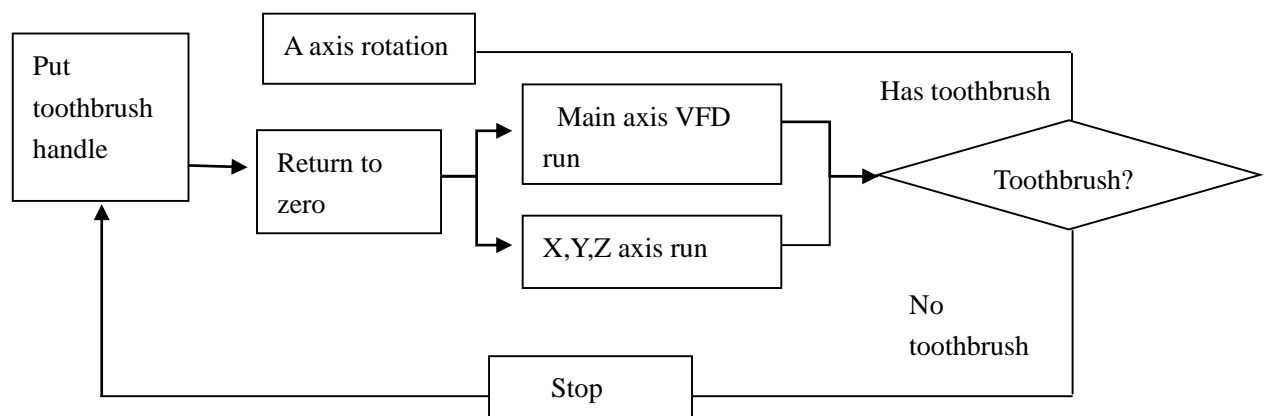 A axis rotation
Put
toothbrush
handle
Has toothbrush
Main axis VFD
run
Return to
zero
Toothbrush?
X,Y,Z axis run
No
toothbrush
Stop